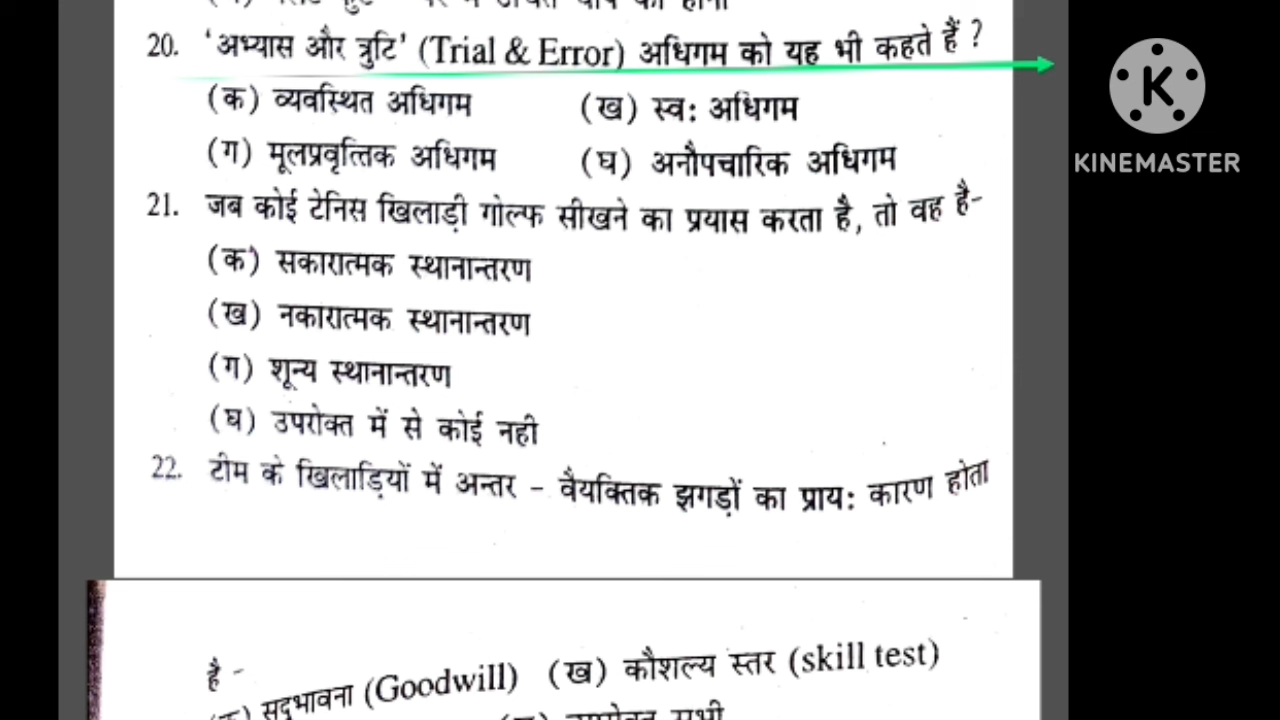 20. 'अभ्यास और त्रुटि' (Trial & Error) अधिगम को यह भी कहते हैं ?
(क) व्यवस्थित अधिगम (ख) स्व: अधिगम
(ग) मूलप्रवृत्तिक अधिगम (घ) अनौपचारिक अधिगम
21. जब कोई टेनिस खिलाड़ी गोल्फ सीखने का प्रयास करता है, तो वह है-
(क) सकारात्मक स्थानान्तरण
(ख) नकारात्मक स्थानान्तरण
(ग) शून्य स्थानान्तरण
(घ) उपरोक्त में से कोई नही
22. टीम के खिलाड़ियों में अन्तर - वैयक्तिक झगड़ों का प्राय: कारण होता
है -
सद्भावना (Goodwill) (ख) कौशल्य स्तर (skill test)
KINEMASTER